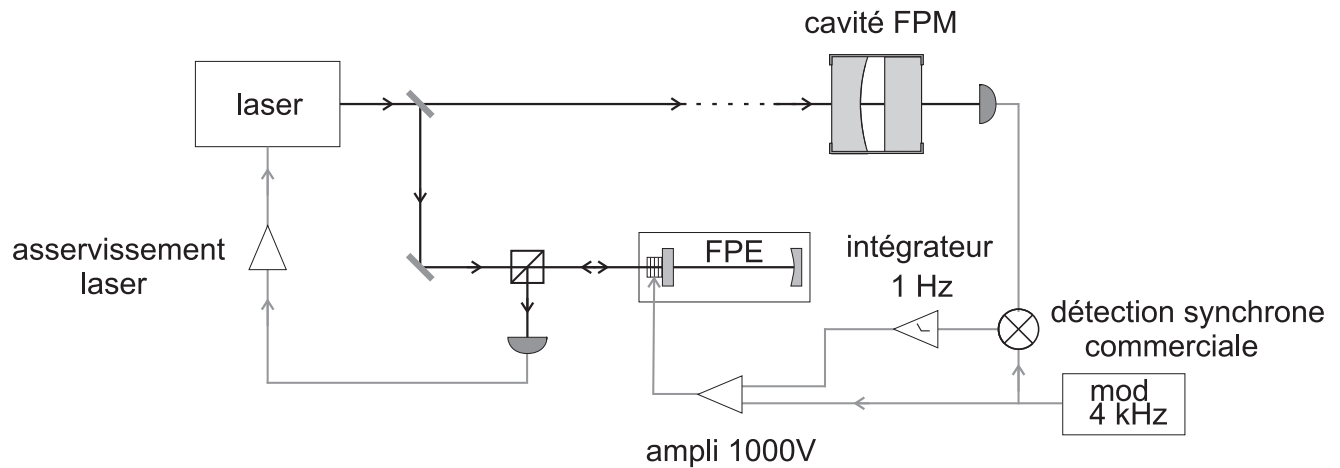 cavité FPM
laser
asservissement
laser
FPE
intégrateur
1 Hz
détection synchrone
commerciale
mod
4 kHz
ampli 1000V